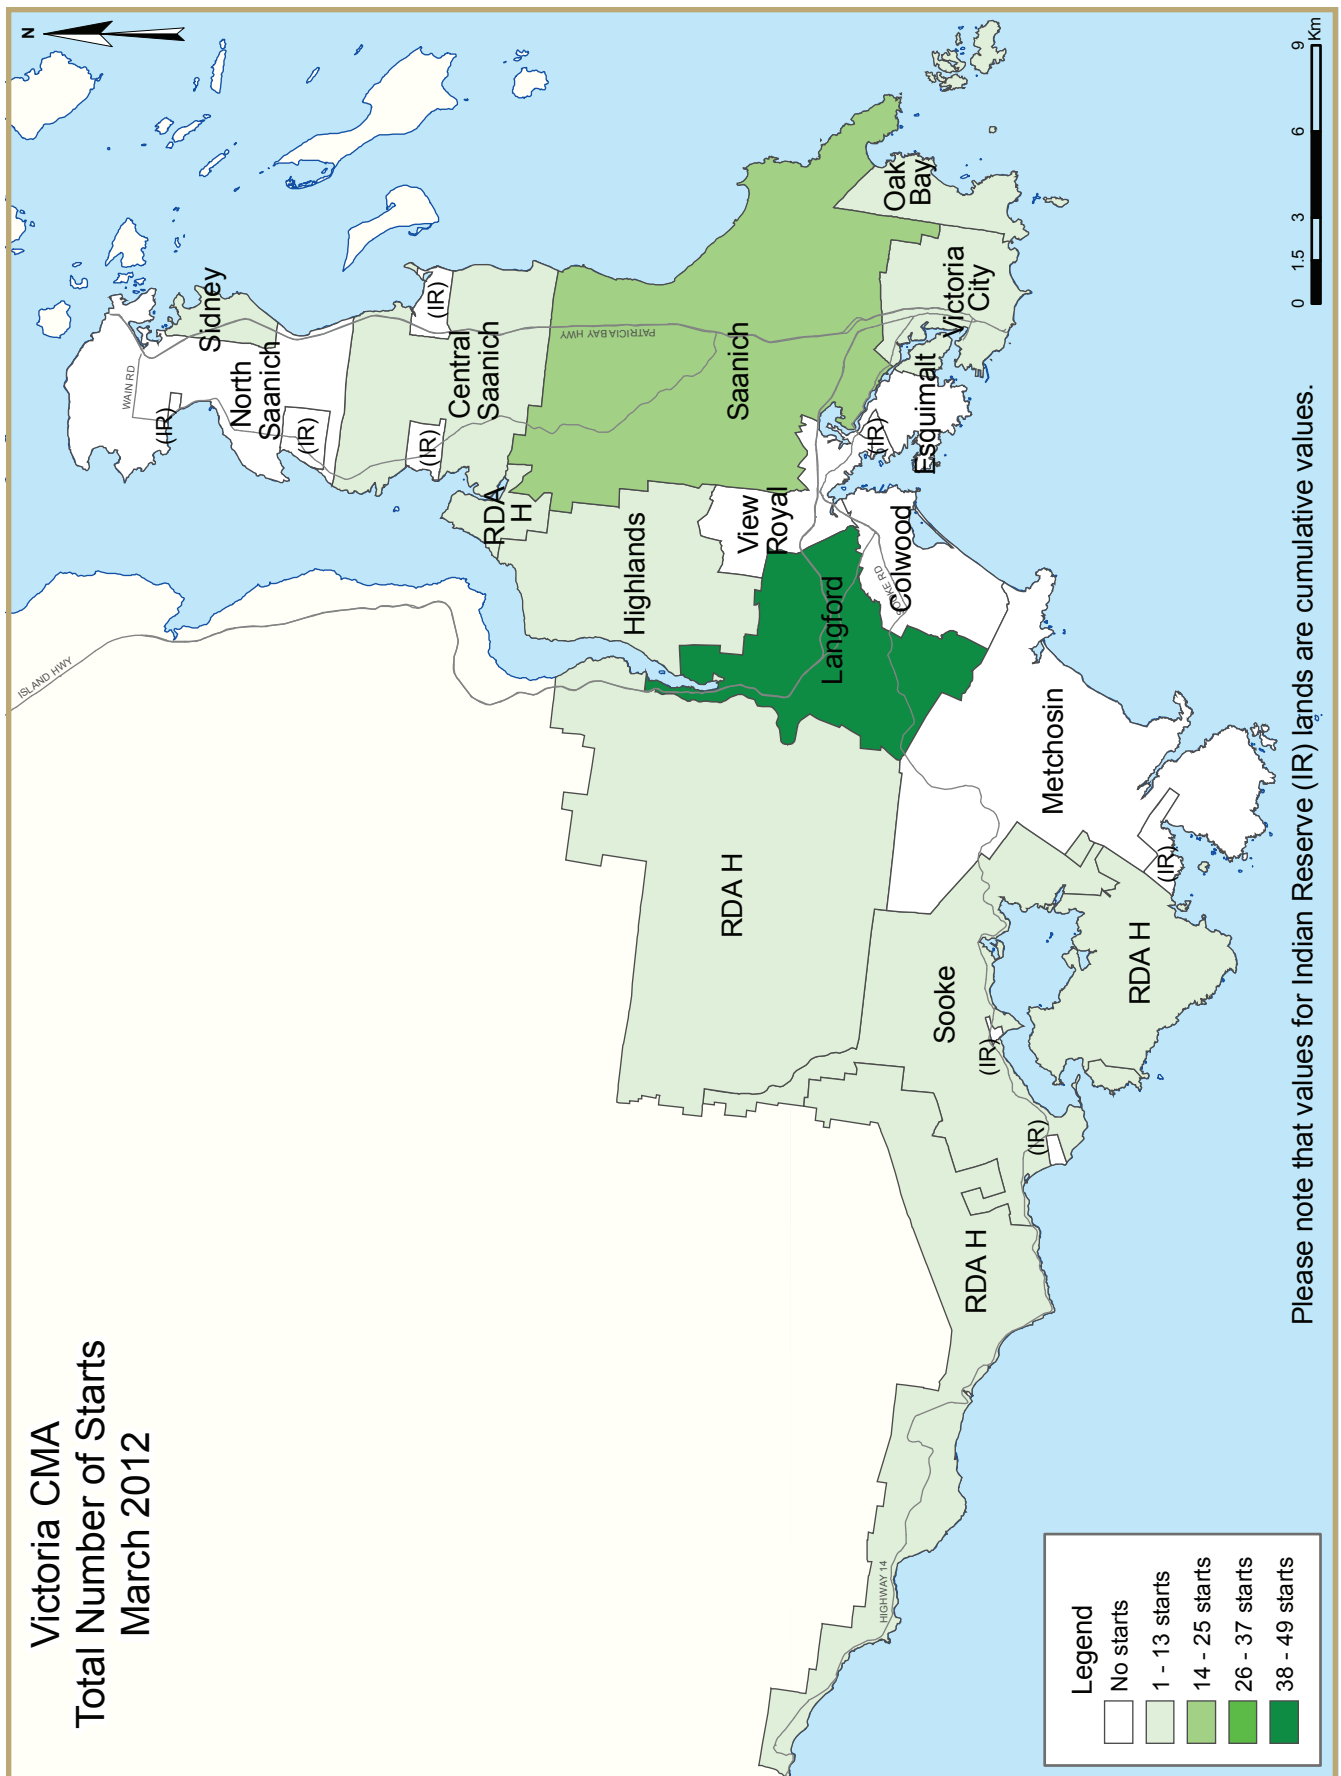 Victoria CMA
Total Number of Starts
March 2012
N
ISLAND HWY
WAIN RD
(IR)
Sidney
North
Saanich
(IR)
(IR)
(IR)
Central
Saanich
RDA
H
PATRICIA BAY HWY
Saanich
Highlands
View
Royal
Oak
Bay
Victoria
City
Esquimalt
(IR)
Langford
SOOKE RD
Colwood
Metchosin
(IR)
RDA H
Sooke
(IR)
RDA H
(IR)
RDA H
HIGHWAY 14
Legend
No starts
1 - 13 starts
14 - 25 starts
26 - 37 starts
38 - 49 starts
0 1.5 3 6 9
Km
Please note that values for Indian Reserve (IR) lands are cumulative values.